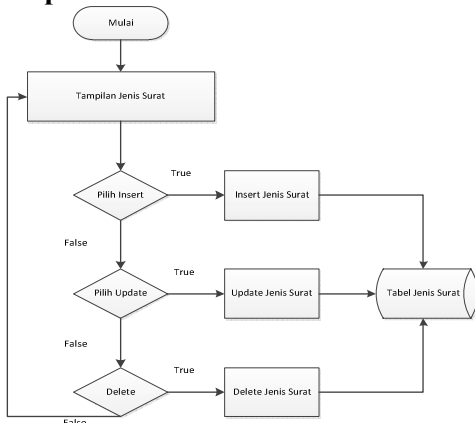 Mulai
Tampilan Jenis Surat
True
Pilih Insert
Insert Jenis Surat
False
True
Pilih Update
Update Jenis Surat
Tabel Jenis Surat
False
True
Delete
Delete Jenis Surat
False